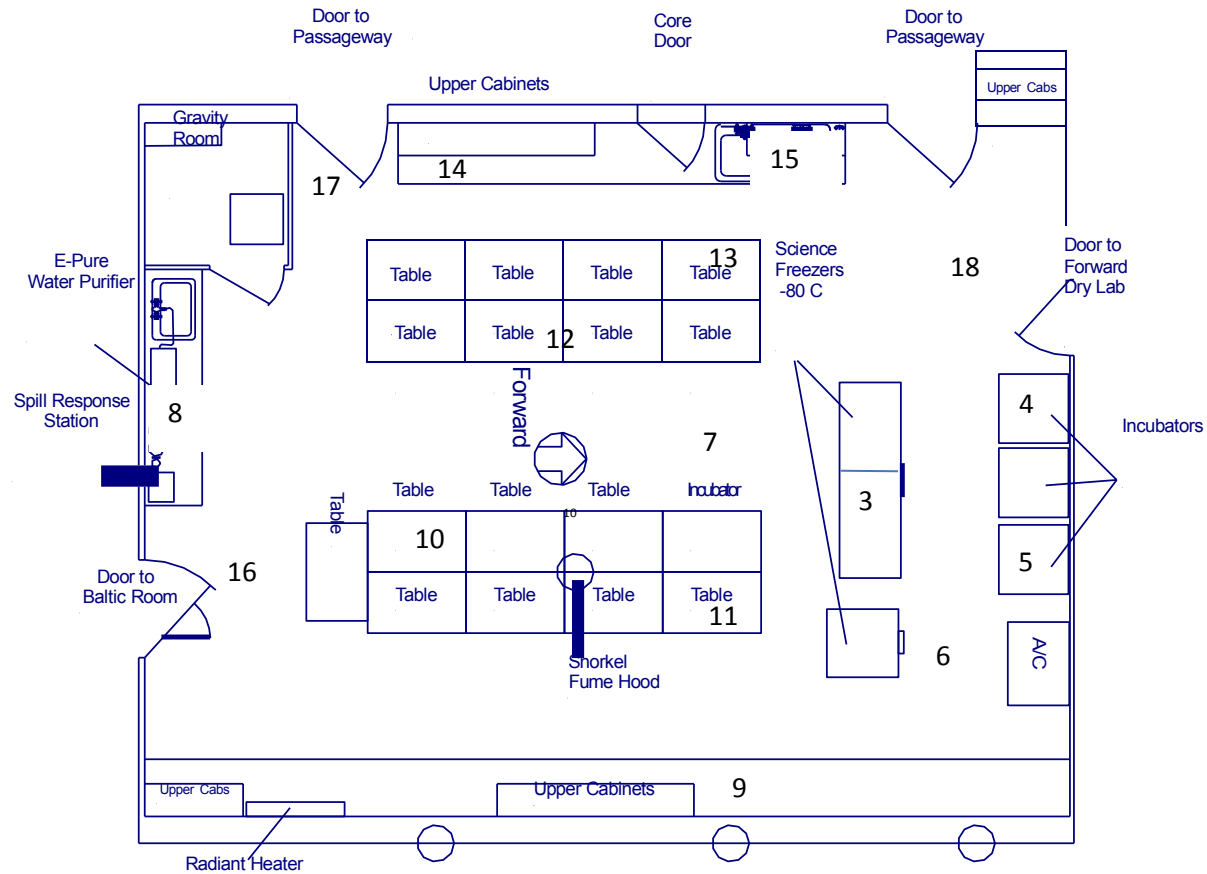 Door to
Passageway
Core
Door
Door to
Passageway
Upper Cabinets
Upper Cabs
Gravity
Room
14
15
17
E-Pure
Water Purifier
Table
Table
Table
13
Table
Science
Freezers
-80 C
18
Door to
Forward
Dry Lab
Table
Table
12
Table
Table
Forward
Spill Response
Station
8
7
4
Incubators
Table
Table
Table
Incubator
Table
10
10
3
5
Door to
Baltic Room
16
Table
Table
Table
Table
11
6
A/C
Snorkel
Fume Hood
Upper Cabs
Upper Cabinets
9
Radiant Heater